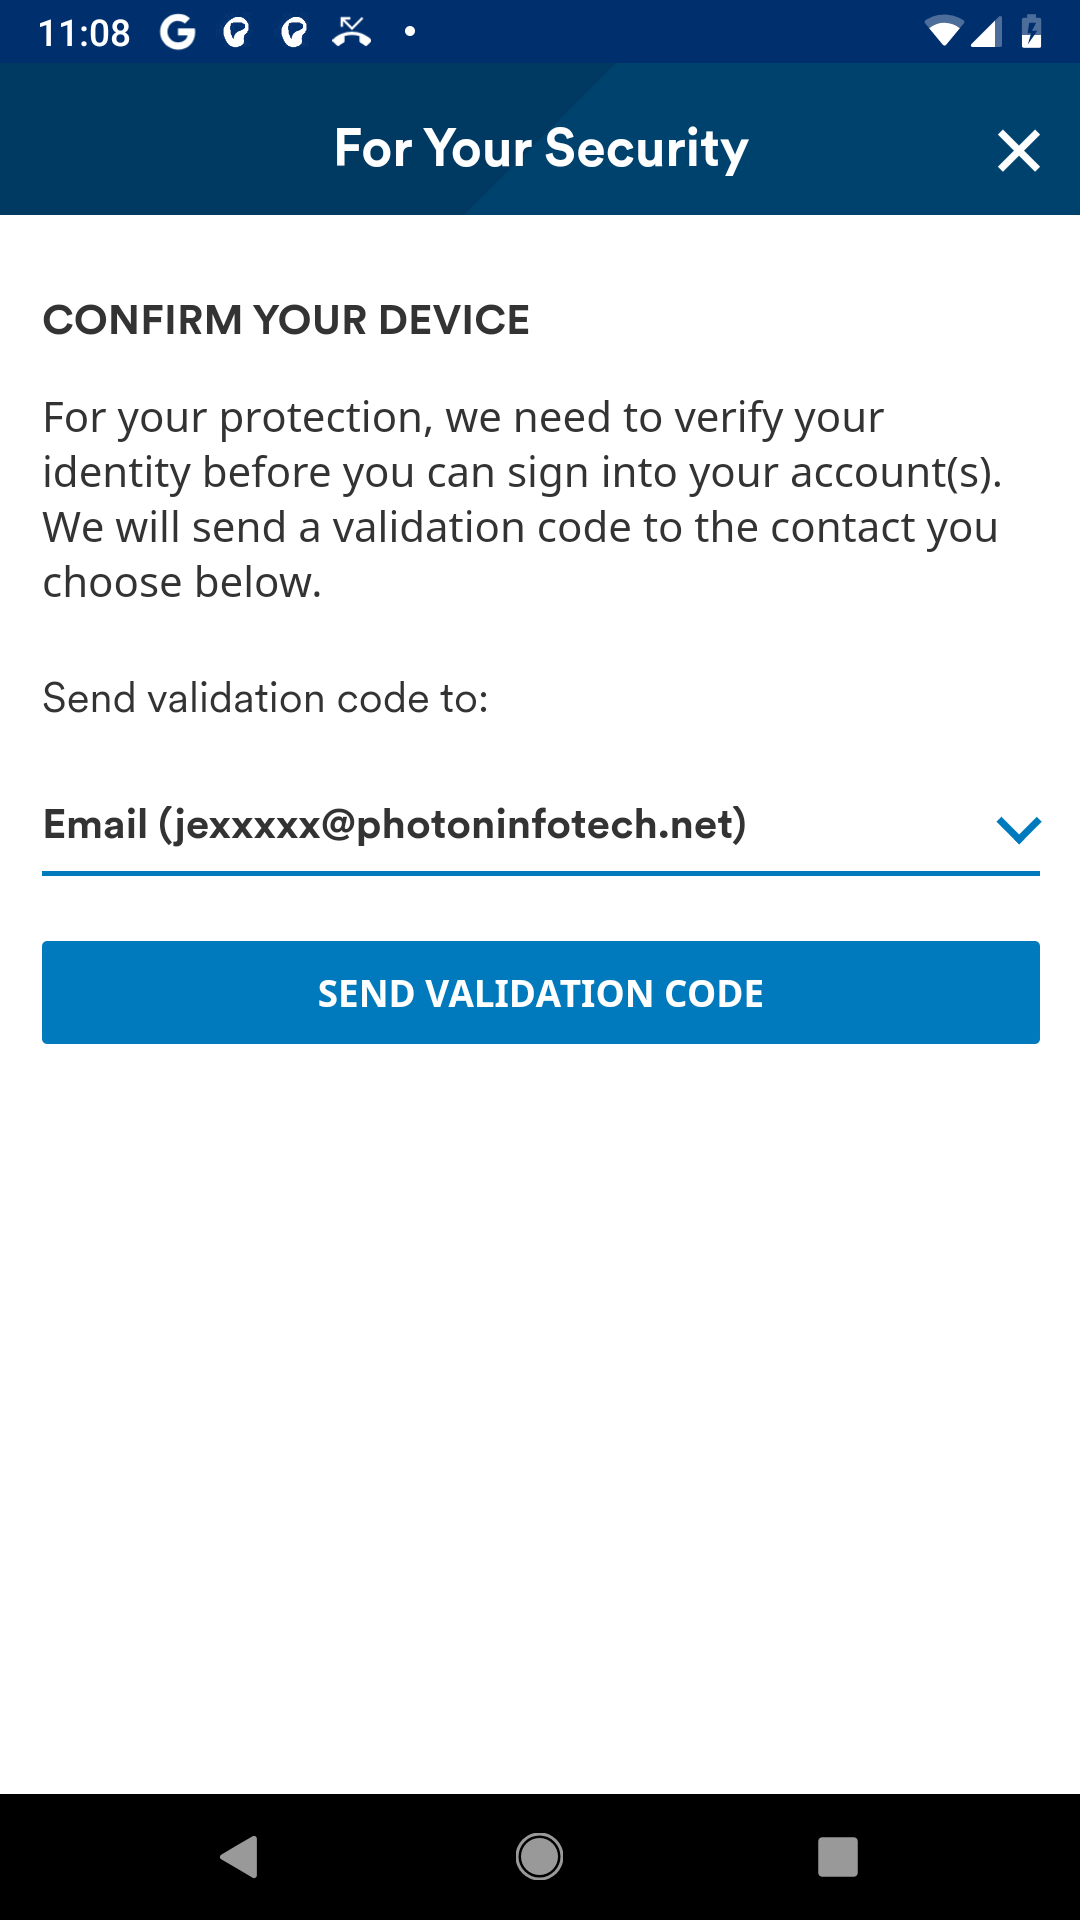 11:08
For Your Security
CONFIRM YOUR DEVICE
For your protection, we need to verify your
identity before you can sign into your account(s).
We will send a validation code to the contact you
choose below.
Send validation code to:
Email (jexxxxx@photoninfotech.net)
SEND VALIDATION CODE